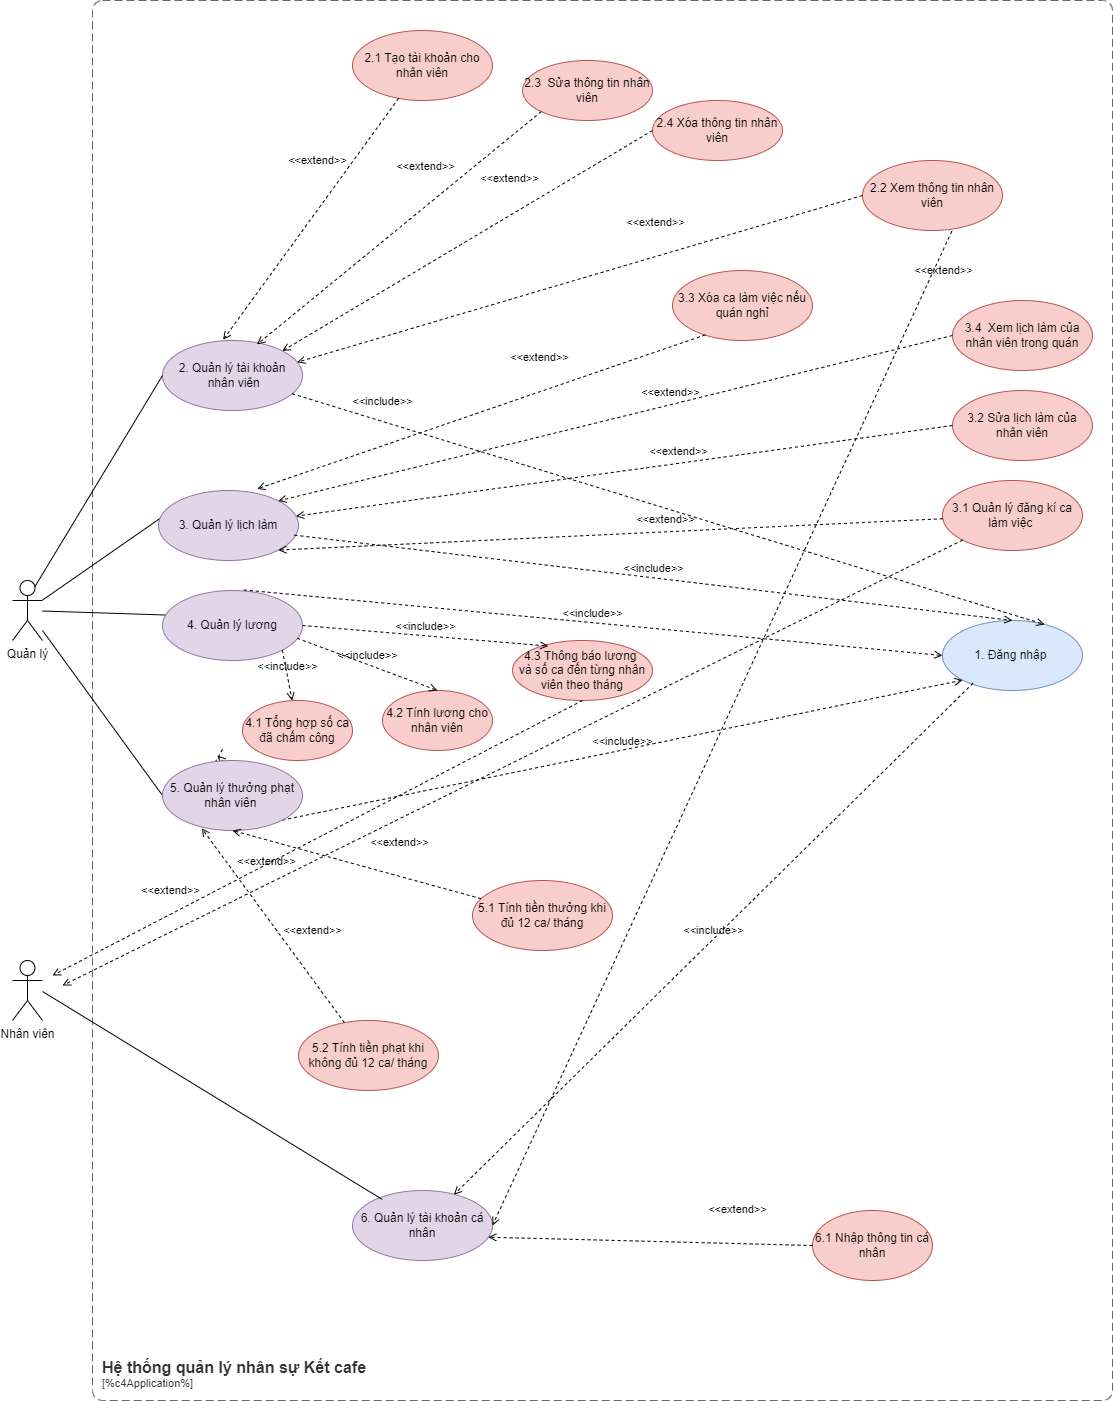 2.1 Tạo tài khoản cho
nhân viên
2.3  Sửa thông tin nhân
viên
2.4 Xóa thông tin nhân
viên
<<extend>>
<<extend>>
<<extend>>
2.2 Xem thông tin nhân
viên
<<extend>>
<<extend>>
3.3 Xóa ca làm việc nếu
quán nghỉ
3.4  Xem lịch làm của
nhân viên trong quán
<<extend>>
2. Quản lý tài khoản
nhân viên
<<extend>>
<<include>>
3.2 Sửa lịch làm của
nhân viên
<<extend>>
3.1 Quản lý đăng kí ca
làm việc
3. Quản lý lịch làm
<<extend>>
<<include>>
<<include>>
4. Quản lý lương
<<include>>
Quản lý
<<include>>
<<include>>
4.3 Thông báo lương
và số ca đến từng nhân
viên theo tháng
1. Đăng nhập
4.1 Tổng hợp số ca
đã chấm công
4.2 Tính lương cho
nhân viên
<<include>>
5. Quản lý thưởng phạt
nhân viên
<<extend>>
<<extend>>
<<extend>>
5.1 Tính tiền thưởng khi
đủ 12 ca/ tháng
<<extend>>
<<include>>
Nhân viên
5.2 Tính tiền phạt khi
không đủ 12 ca/ tháng
<<extend>>
6. Quản lý tài khoản cá
nhân
6.1 Nhập thông tin cá
nhân
Hệ thống quản lý nhân sự Kết cafe
[%c4Application%]